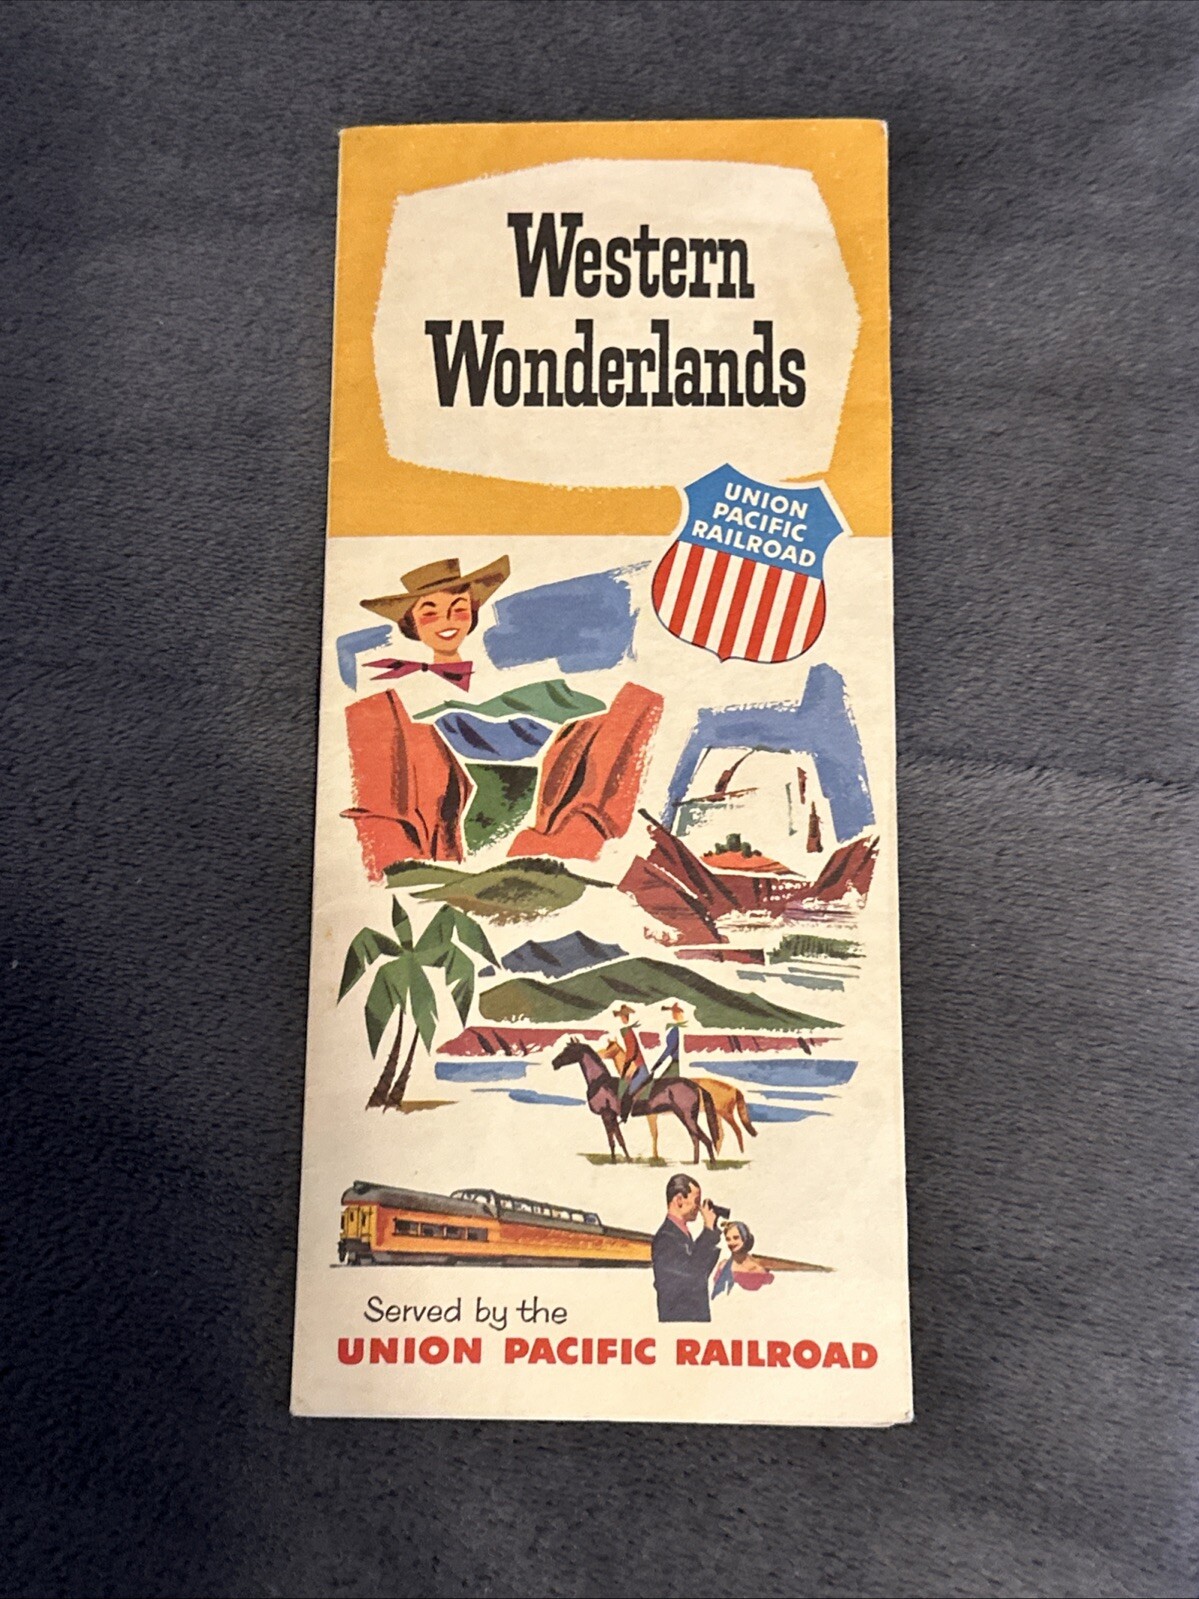 Western
Wonderlands
UNION
PACIFIC
RAILROAD
Served by the
UNION PACIFIC RAILROAD